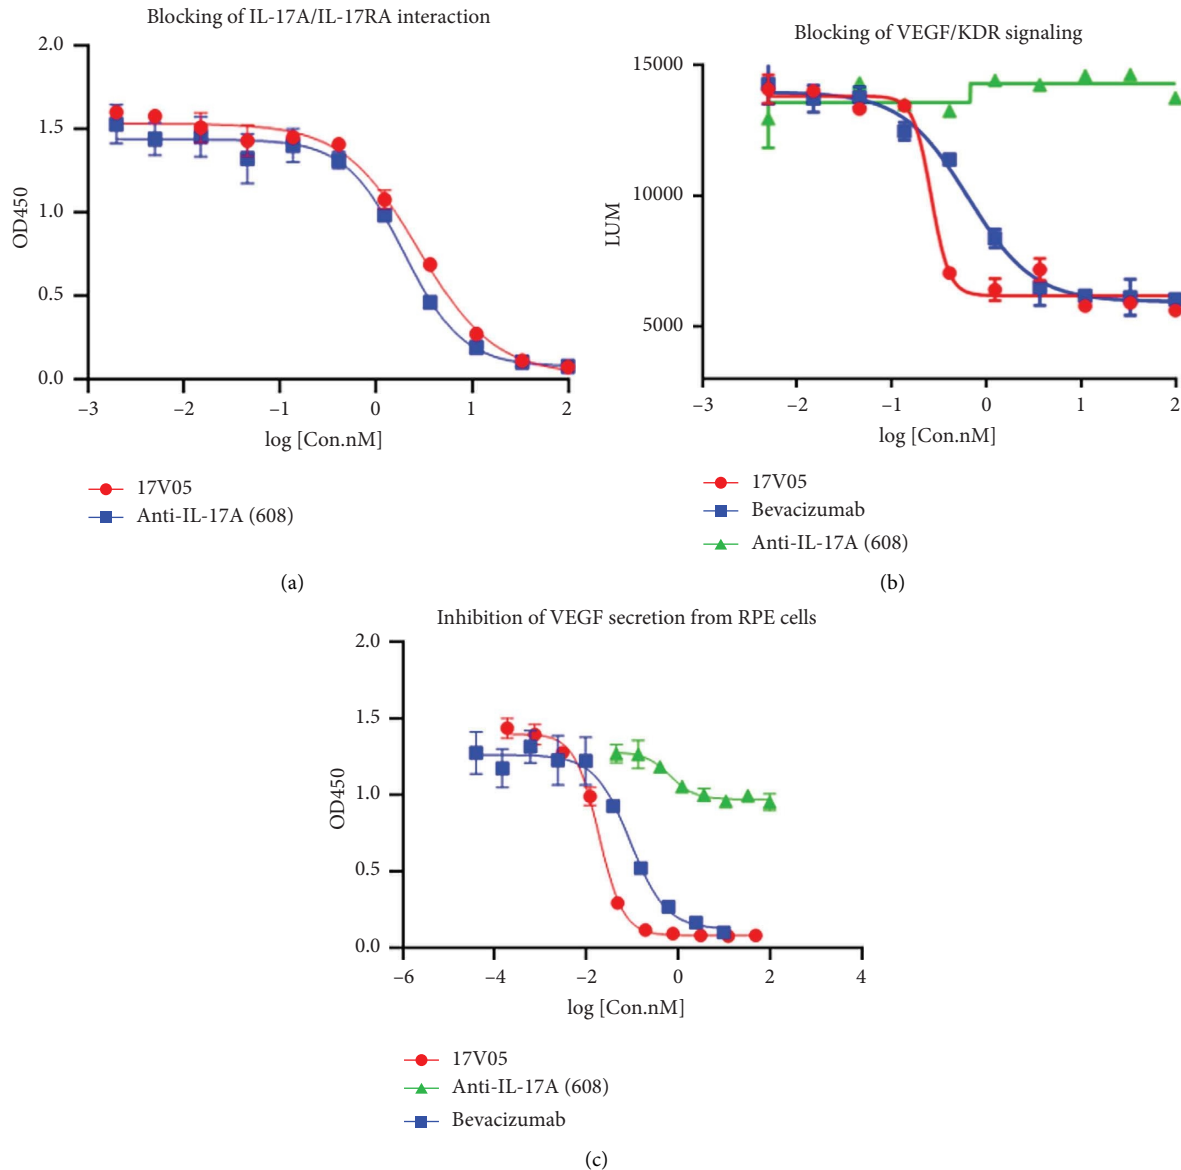 Blocking of IL-17A/IL-17RA interaction
2.0
1.5
1.0
0.5
0.0
OD450
–3
–2
–1
0
1
2
log [Con.nM]
17V05
Anti-IL-17A (608)
(a)
Blocking of VEGF/KDR signaling
15000
10000
5000
LUM
–3
–2
–1
0
1
2
log [Con.nM]
17V05
Bevacizumab
Anti-IL-17A (608)
(b)
Inhibition of VEGF secretion from RPE cells
2.0
1.5
1.0
0.5
0.0
OD450
–6
–4
–2
0
2
4
log [Con.nM]
17V05
Anti-IL-17A (608)
Bevacizumab
(c)